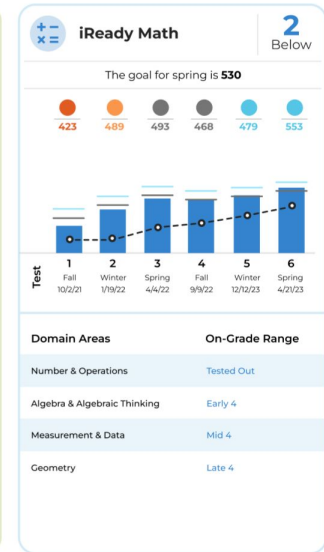 + −
× =
iReady Math
2
Below
The goal for spring is 530
423 489 493 468 479 553
Test
1 2 3 4 5 6
Fall Winter Spring Fall Winter Spring
10/2/21 1/19/22 4/4/22 9/9/22 12/12/23 4/21/23
Domain Areas On-Grade Range
Number & Operations Tested Out
Algebra & Algebraic Thinking Early 4
Measurement & Data Mid 4
Geometry Late 4